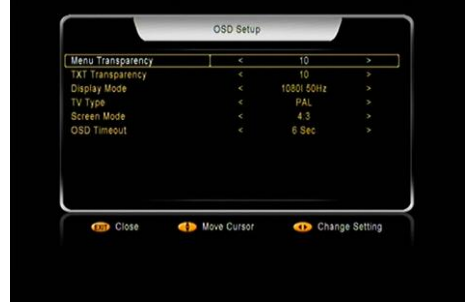 OSD Setup
Menu Transparency < 10 >
TXT Transparency < 10 >
Display Mode < 1080I 50Hz >
TV Type < PAL >
Screen Mode < 4:3 >
OSD Timeout < 6 Sec >
EXIT Close Move Cursor Change Setting